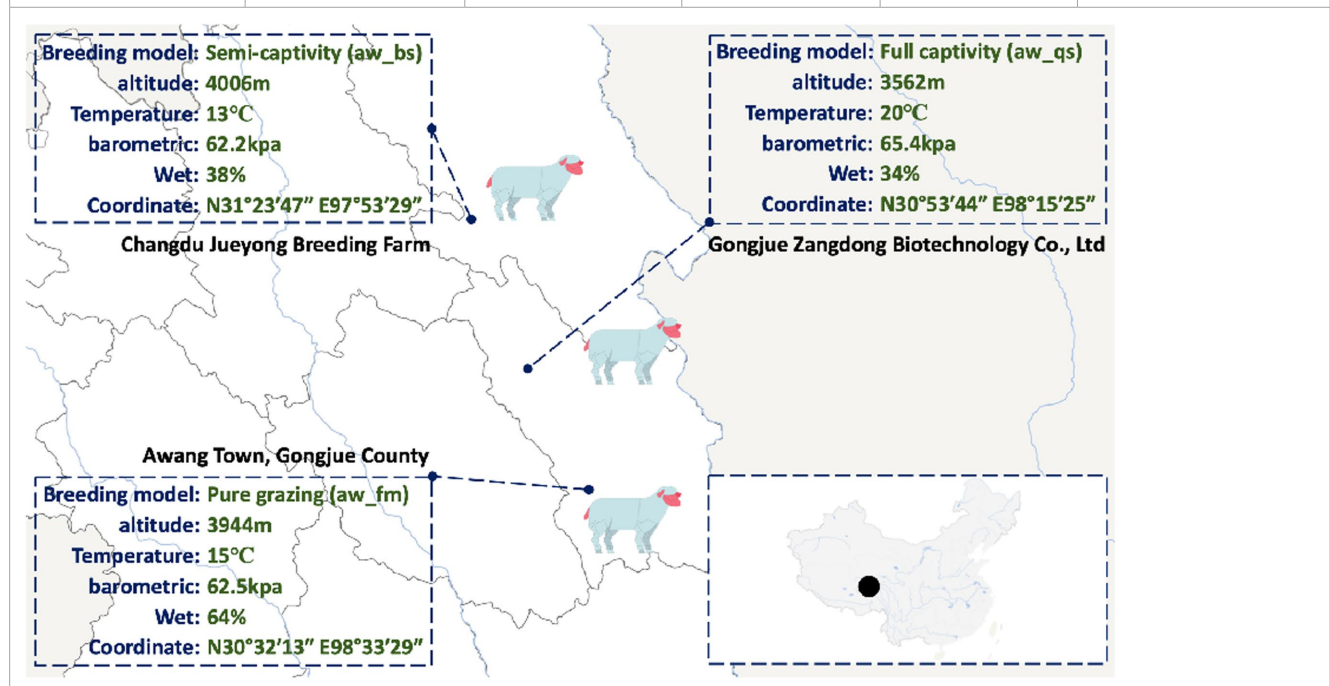 Breeding model: Semi-captivity (aw_bs)
altitude: 4006m
Temperature: 13℃
barometric: 62.2kpa
Wet: 38%
Coordinate: N31°23′47″ E97°53′29″
Changdu Jueyong Breeding Farm
Breeding model: Full captivity (aw_qs)
altitude: 3562m
Temperature: 20℃
barometric: 65.4kpa
Wet: 34%
Coordinate: N30°53′44″ E98°15′25″
Gongjue Zangdong Biotechnology Co., Ltd
Awang Town, Gongjue County
Breeding model: Pure grazing (aw_fm)
altitude: 3944m
Temperature: 15℃
barometric: 62.5kpa
Wet: 64%
Coordinate: N30°32′13″ E98°33′29″